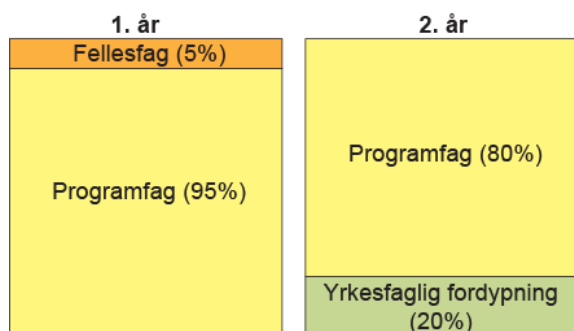 1. år
Fellesfag (5%)
Programfag (95%)
2. år
Programfag (80%)
Yrkesfaglig fordypning
(20%)